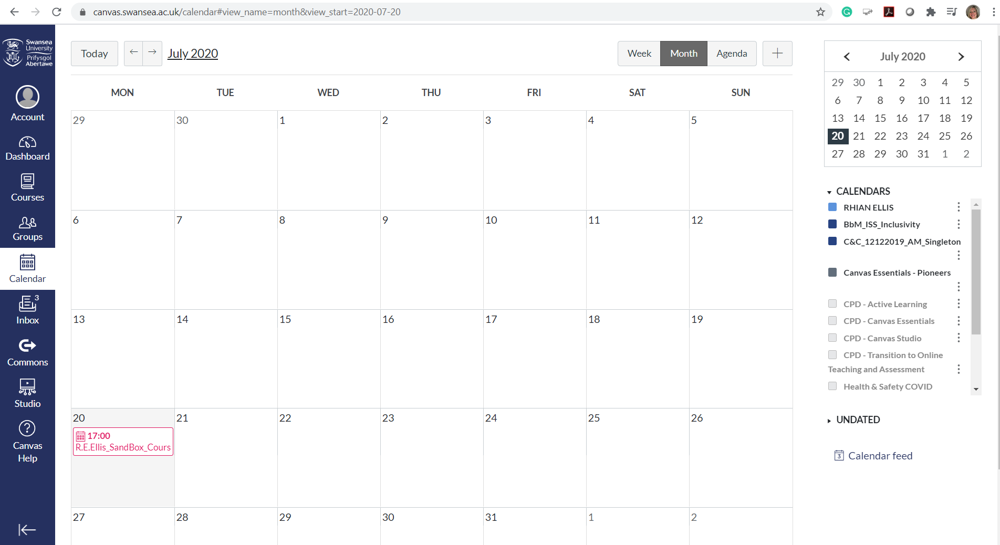 canvas.swansea.ac.uk/calendar#view_name=month&view_start=2020-07-20
Swansea
University
Prifysgol
Abertawe
Account
Dashboard
Courses
Groups
Calendar
3
Inbox
Commons
Studio
Canvas
Help
Today
July 2020
Week Month Agenda
MON TUE WED THU FRI SAT SUN
29 30 1 2 3 4 5
6 7 8 9 10 11 12
13 14 15 16 17 18 19
20 21 22 23 24 25 26
17:00
R.E.Ellis_SandBox_Cours
27 28 29 30 31 1 2
July 2020
29 30 1 2 3 4 5
6 7 8 9 10 11 12
13 14 15 16 17 18 19
20 21 22 23 24 25 26
27 28 29 30 31 1 2
CALENDARS
RHIAN ELLIS
BbM_ISS_Inclusivity
C&C_12122019_AM_Singleton
Canvas Essentials - Pioneers
CPD - Active Learning
CPD - Canvas Essentials
CPD - Canvas Studio
CPD - Transition to Online
Teaching and Assessment
Health & Safety COVID
UNDATED
3 Calendar feed